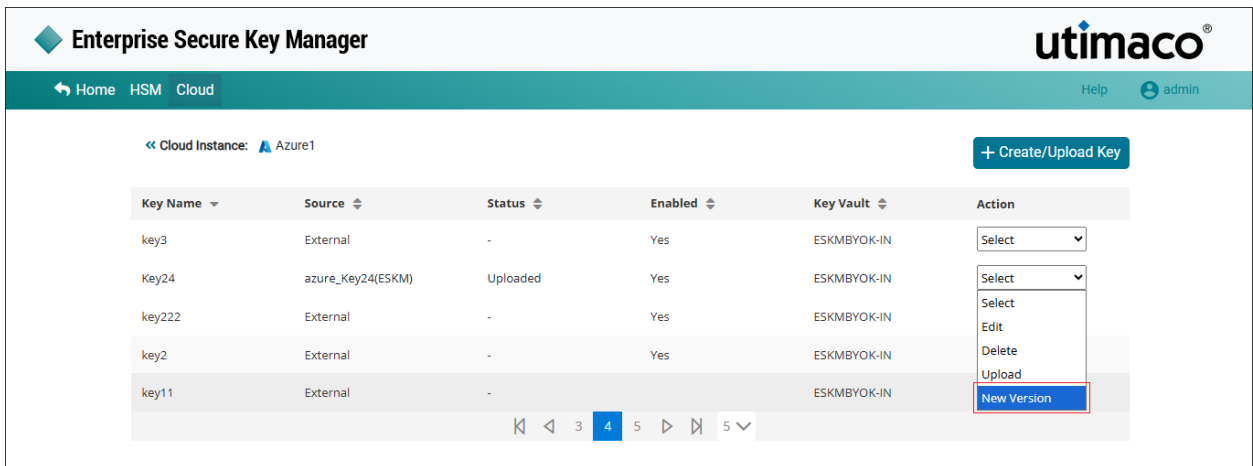 Enterprise Secure Key Manager
utimaco®
Home HSM Cloud Help admin
Cloud Instance: Azure1
+ Create/Upload Key
Key Name Source Status Enabled Key Vault Action
key3 External - Yes ESKMBYOK-IN Select
Key24 azure_Key24(ESKM) Uploaded Yes ESKMBYOK-IN Select
Select
key222 External - Yes ESKMBYOK-IN
Edit
key2 External - Yes ESKMBYOK-IN Delete
Upload
key11 External - ESKMBYOK-IN New Version
3 4 5 5